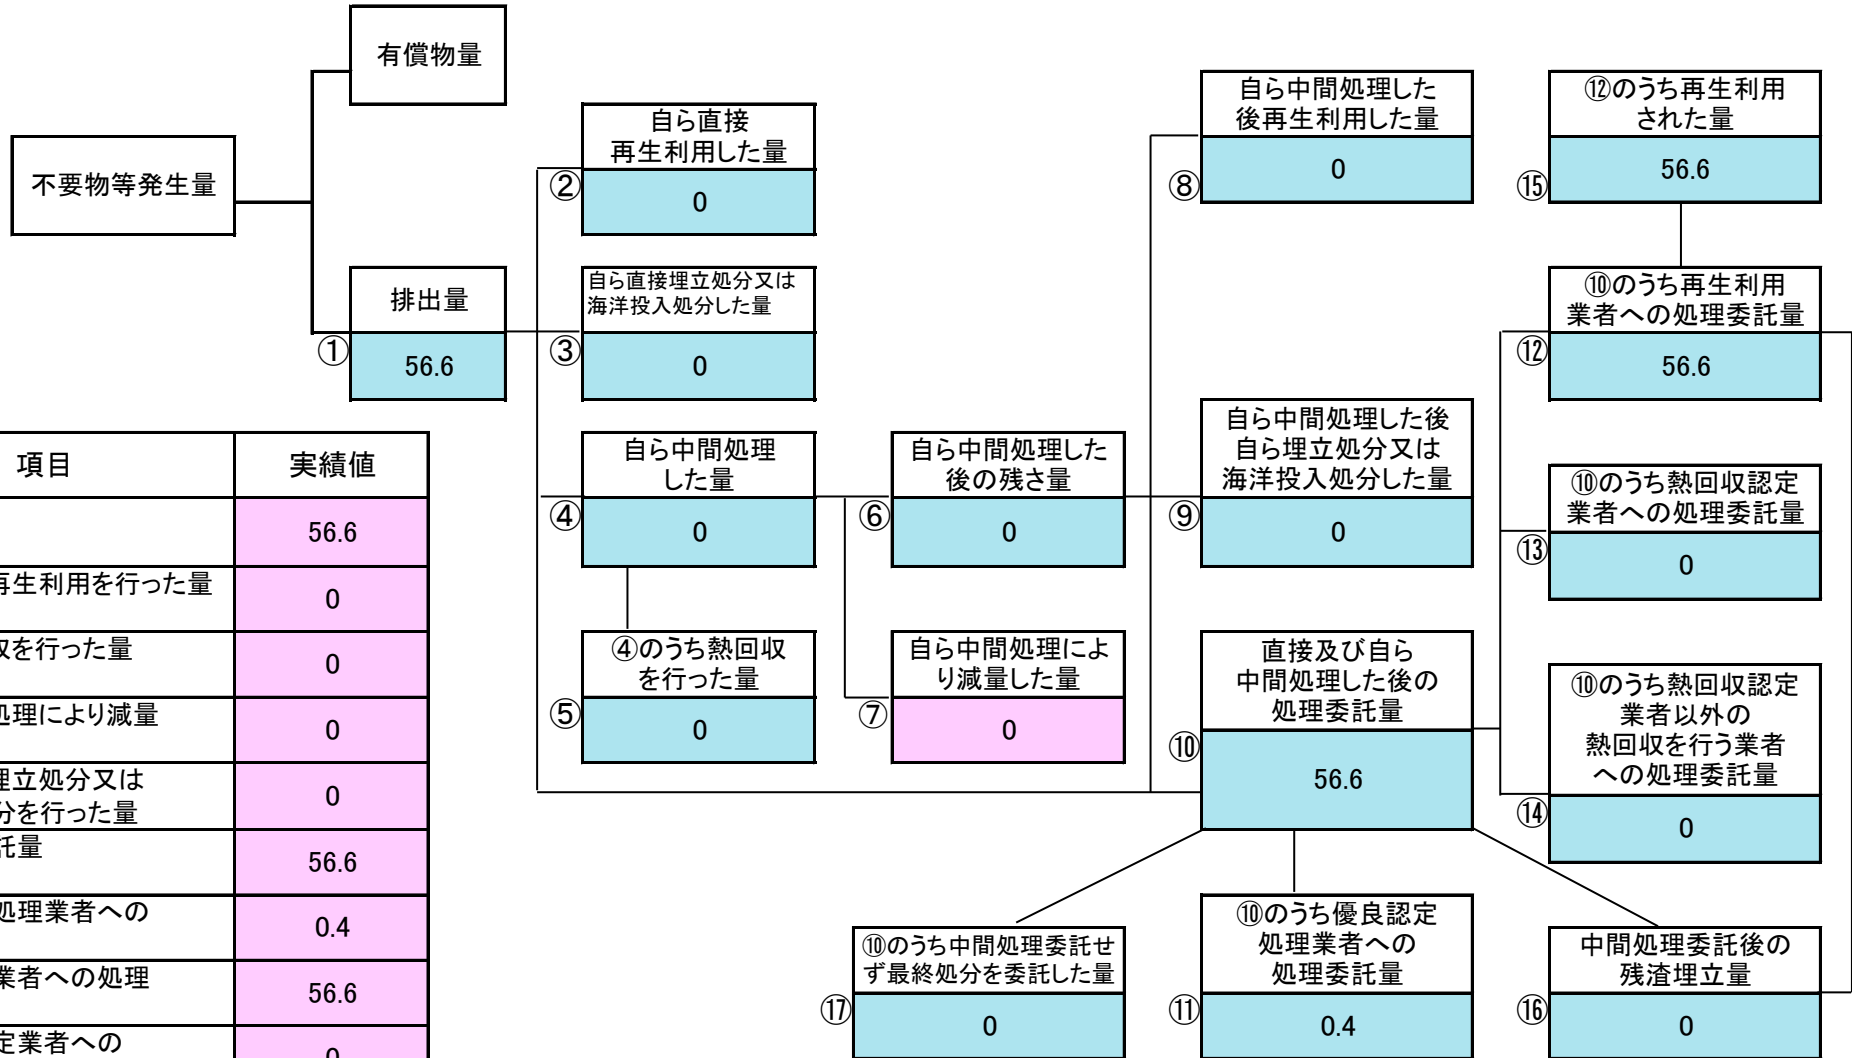 有償物量
不要物等発生量
排出量
①
56.6
自ら直接
再生利用した量
②
0
自ら直接埋立処分又は
海洋投入処分した量
③
0
自ら中間処理
した量
④
0
④のうち熱回収
を行った量
⑤
0
自ら中間処理した
後の残さ量
⑥
0
自ら中間処理によ
り減量した量
⑦
0
自ら中間処理した
後再生利用した量
⑧
0
自ら中間処理した後
自ら埋立処分又は
海洋投入処分した量
⑨
0
直接及び自ら
中間処理した後の
処理委託量
⑩
56.6
⑫のうち再生利用
された量
⑮
56.6
⑩のうち再生利用
業者への処理委託量
⑫
56.6
⑩のうち熱回収認定
業者への処理委託量
⑬
0
⑩のうち熱回収認定
業者以外の
熱回収を行う業者
への処理委託量
⑭
0
⑩のうち中間処理委託せ
ず最終処分を委託した量
⑰
0
⑩のうち優良認定
処理業者への
処理委託量
⑪
0.4
中間処理委託後の
残渣埋立量
⑯
0
項目 実績値
56.6
再生利用を行った量
0
を行った量
0
処理により減量
0
埋立処分又は
分を行った量
0
託量
56.6
処理業者への
0.4
業者への処理
56.6
定業者への
0